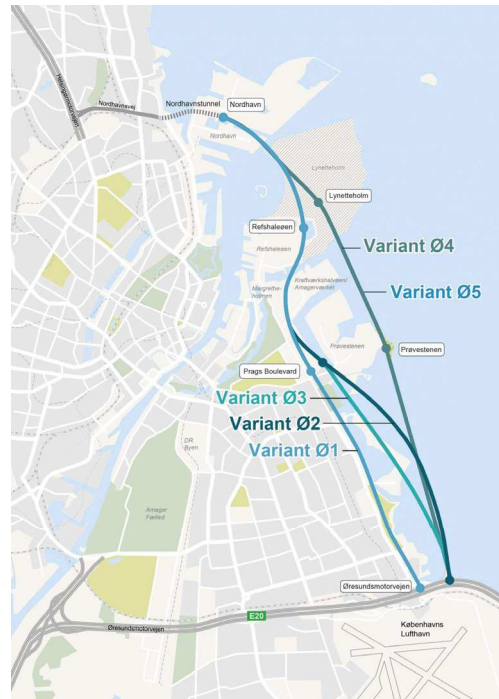 Helsingørmotorvejen
Nordhavnsvej
Nordhavnstunnel
Nordhavn
Nordhavn
Lynetteholm
Lynetteholm
Refshaleøen
Refshaleøen
Variant Ø4
Margrethe-
holmen
Kraftværkshalvøen/
Amagerværket
Variant Ø5
Prøvestenen
Prøvestenen
Prags Boulevard
Variant Ø3
Variant Ø2
Variant Ø1
DR
Byen
Amager
Fælled
Øresundsmotorvejen
E20
Øresundsmotorvejen
Københavns
Lufthavn